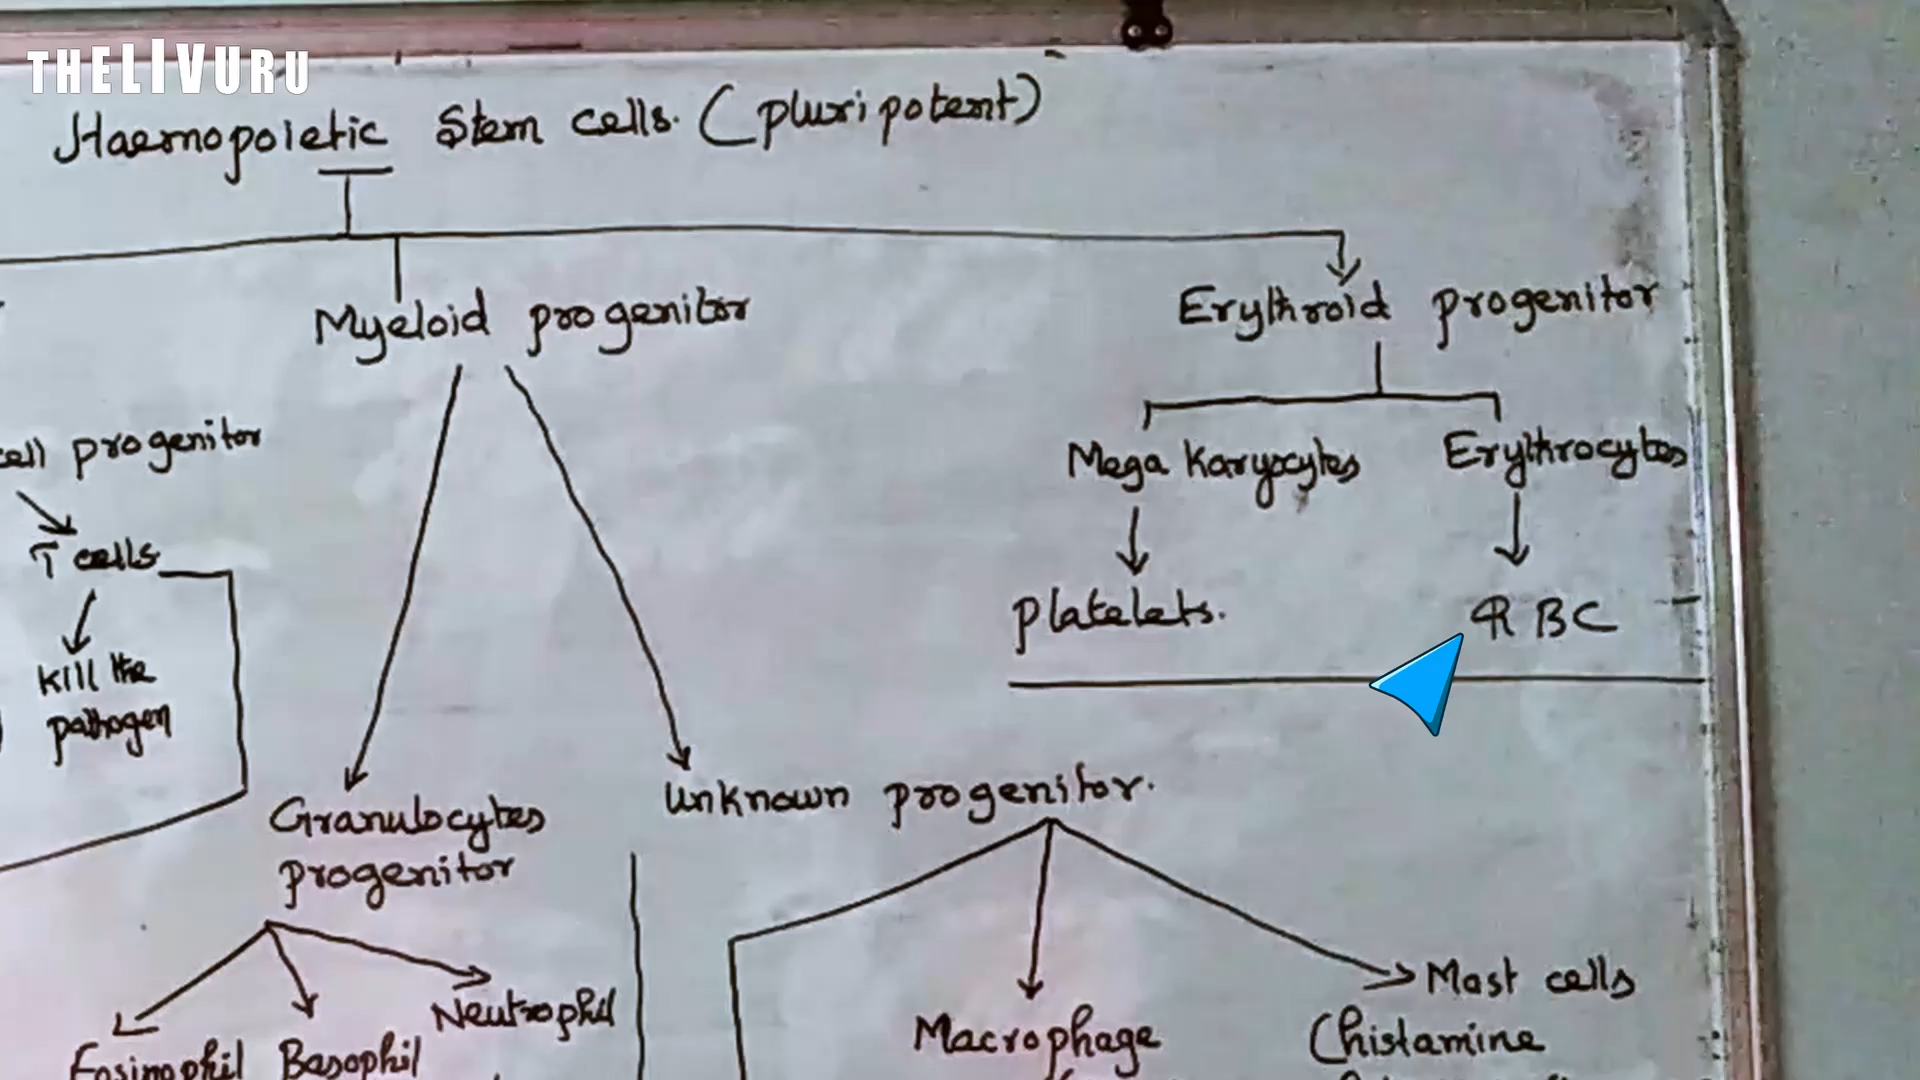 THELIVURU
Haemopoietic Stem cells. (pluripotent)
Myeloid progenitor
Erythroid progenitor
cell progenitor
Mega Karyocytes
Erythrocytes
T cells
Platelets.
RBC
Kill the
pathogen
Unknown progenitor.
Granulocytes
progenitor
Neutrophil
Mast cells
Eosinophil
Basophil
Macrophage
(histamine